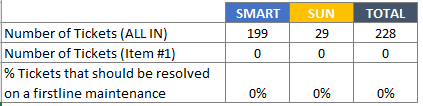 SMART SUN TOTAL
Number of Tickets (ALL IN) 199 29 228
Number of Tickets (Item #1) 0 0 0
% Tickets that should be resolved
on a firstline maintenance 0% 0% 0%